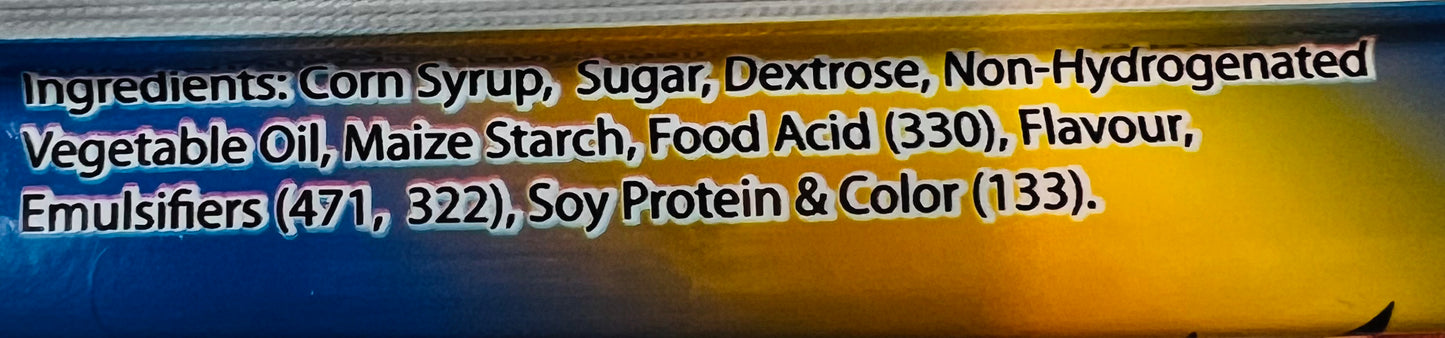 Ingredients: Corn Syrup, Sugar, Dextrose, Non-Hydrogenated
Vegetable Oil, Maize Starch, Food Acid (330), Flavour,
Emulsifiers (471, 322), Soy Protein & Color (133).